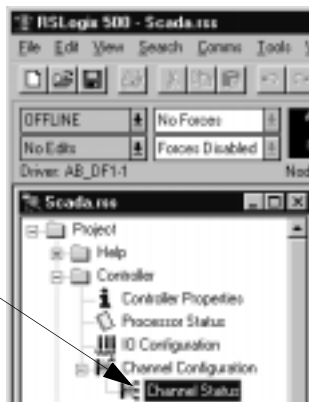 RSLogix 500 - Scada.rss
File Edit View Search Comms Tools
OFFLINE No Forces
No Edits Forces Disabled
Driver: AB_DF1-1 Nod
Scada.rss
Project
Help
Controller
Controller Properties
Processor Status
IO Configuration
Channel Configuration
Channel Status